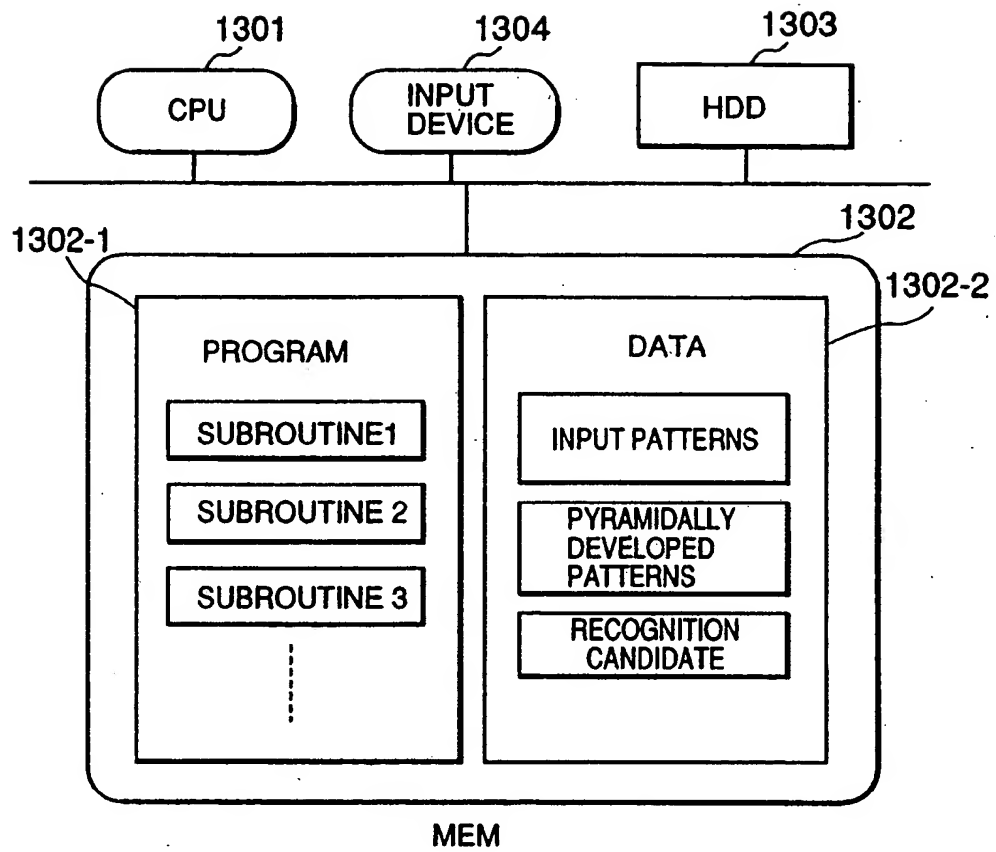 1301
1304
1303
CPU
INPUT
DEVICE
HDD
1302
1302-1
1302-2
PROGRAM
SUBROUTINE1
SUBROUTINE 2
SUBROUTINE 3
DATA
INPUT PATTERNS
PYRAMIDALLY
DEVELOPED
PATTERNS
RECOGNITION
CANDIDATE
MEM